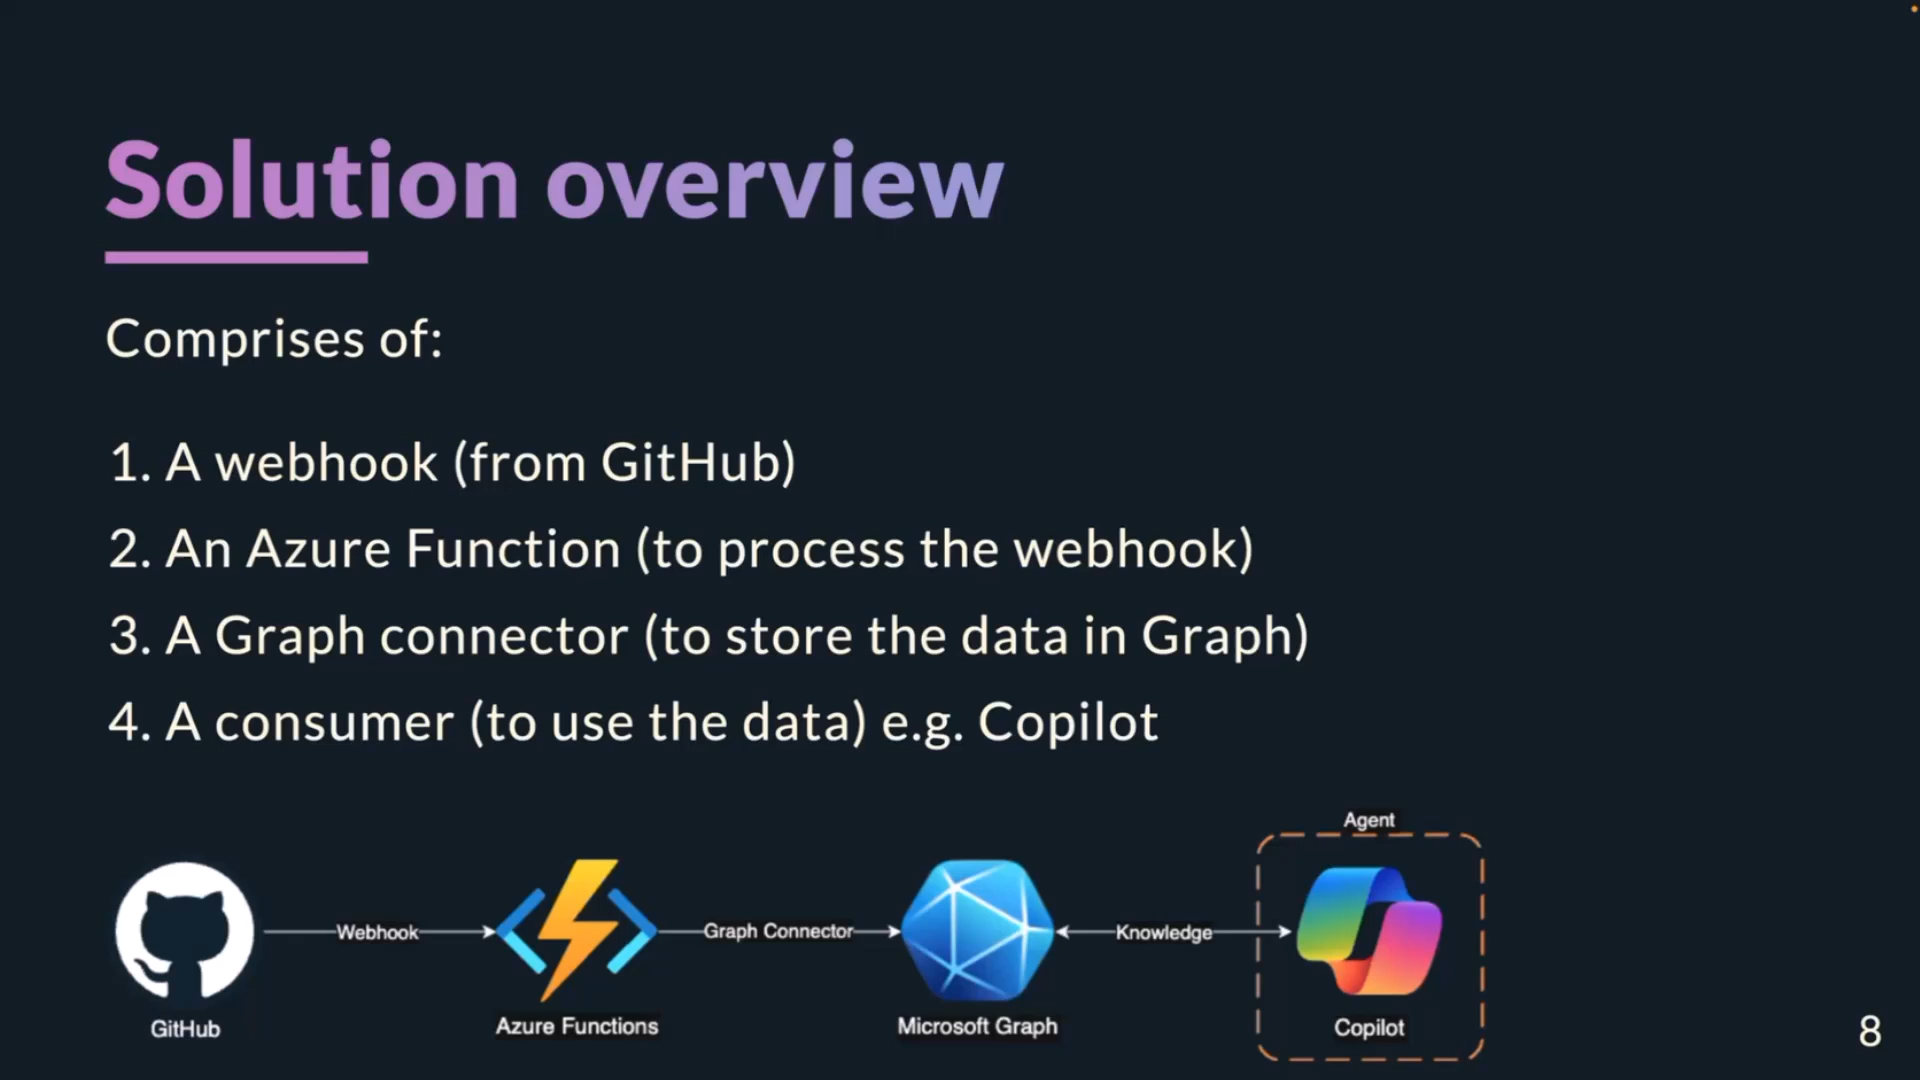 Solution overview
Comprises of:
1. A webhook (from GitHub)
2. An Azure Function (to process the webhook)
3. A Graph connector (to store the data in Graph)
4. A consumer (to use the data) e.g. Copilot
Agent
Webhook
Graph Connector
Knowledge
GitHub
Azure Functions
Microsoft Graph
Copilot
8